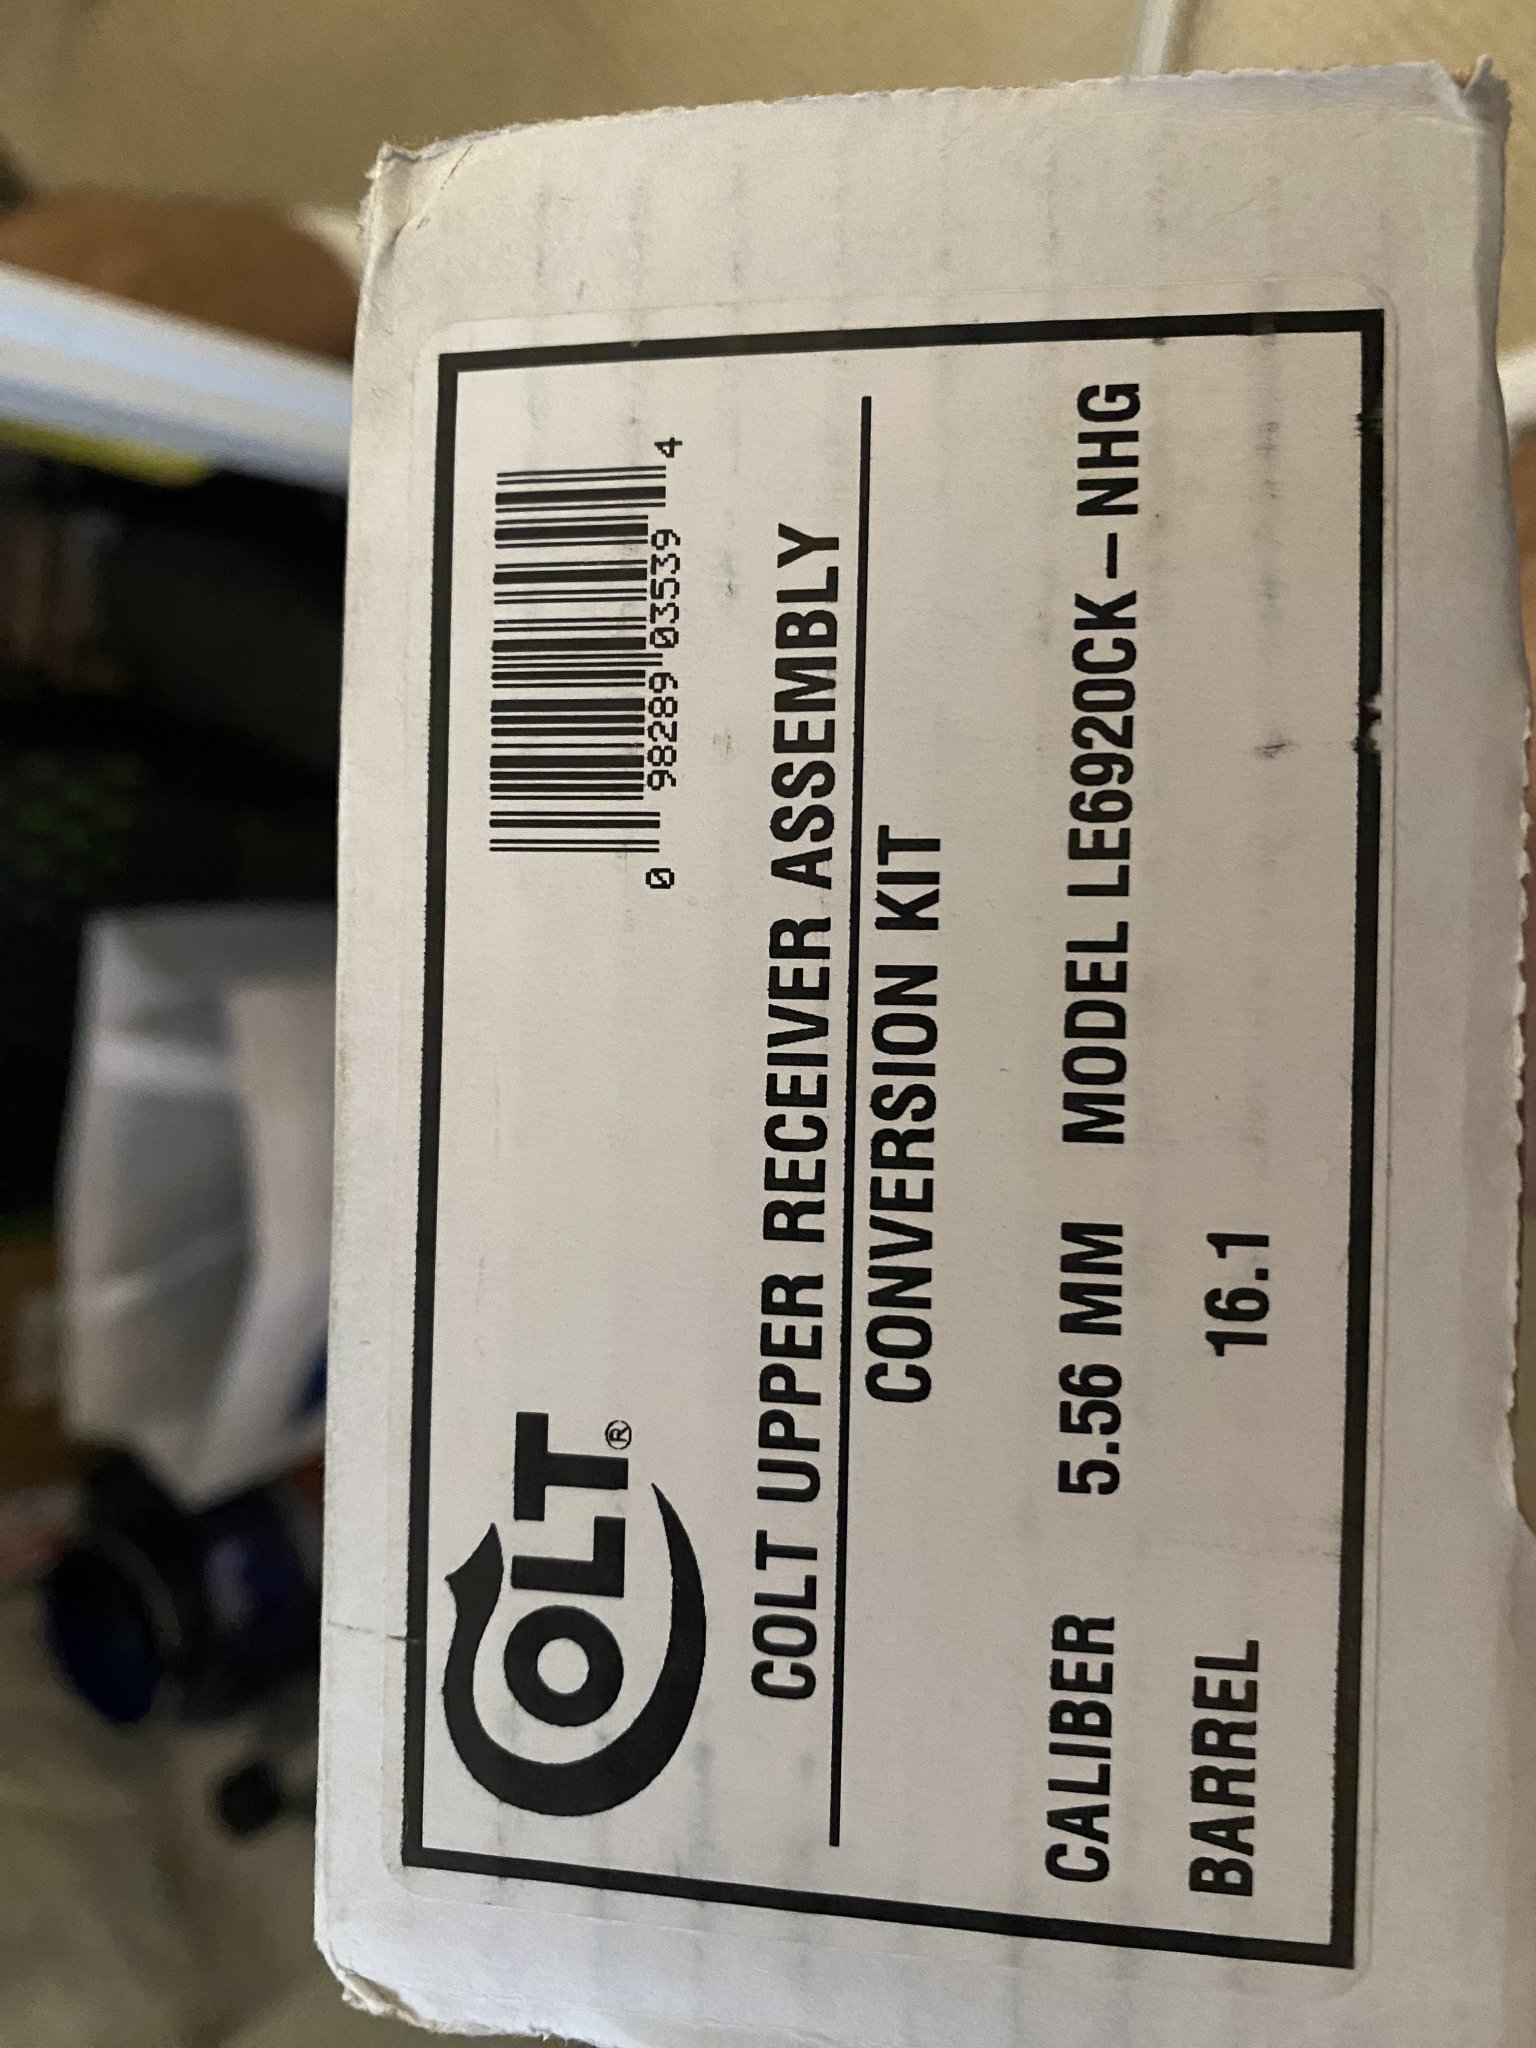 COLT®
0 98289 03539 4
COLT UPPER RECEIVER ASSEMBLY
CONVERSION KIT
CALIBER 5.56 MM MODEL LE6920CK-NHG
BARREL 16.1